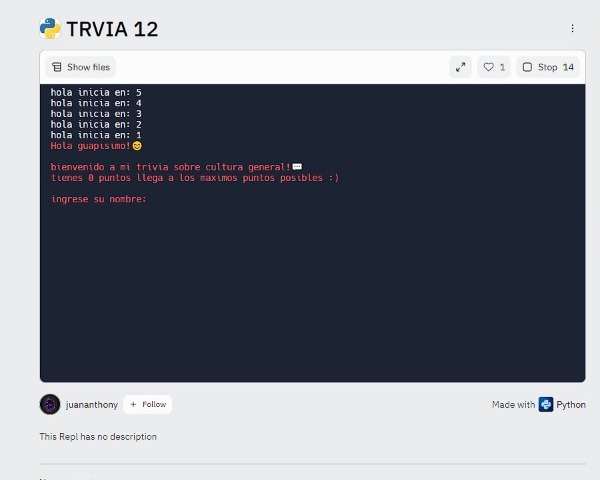 TRVIA 12
Show files
1
Stop 14
hola inicia en: 5
hola inicia en: 4
hola inicia en: 3
hola inicia en: 2
hola inicia en: 1
Hola guapisimo!😊
bienvenido a mi trivia sobre cultura general!💬
tienes 0 puntos llega a los maximos puntos posibles :)
ingrese su nombre:
juananthony
+ Follow
Made with Python
This Repl has no description